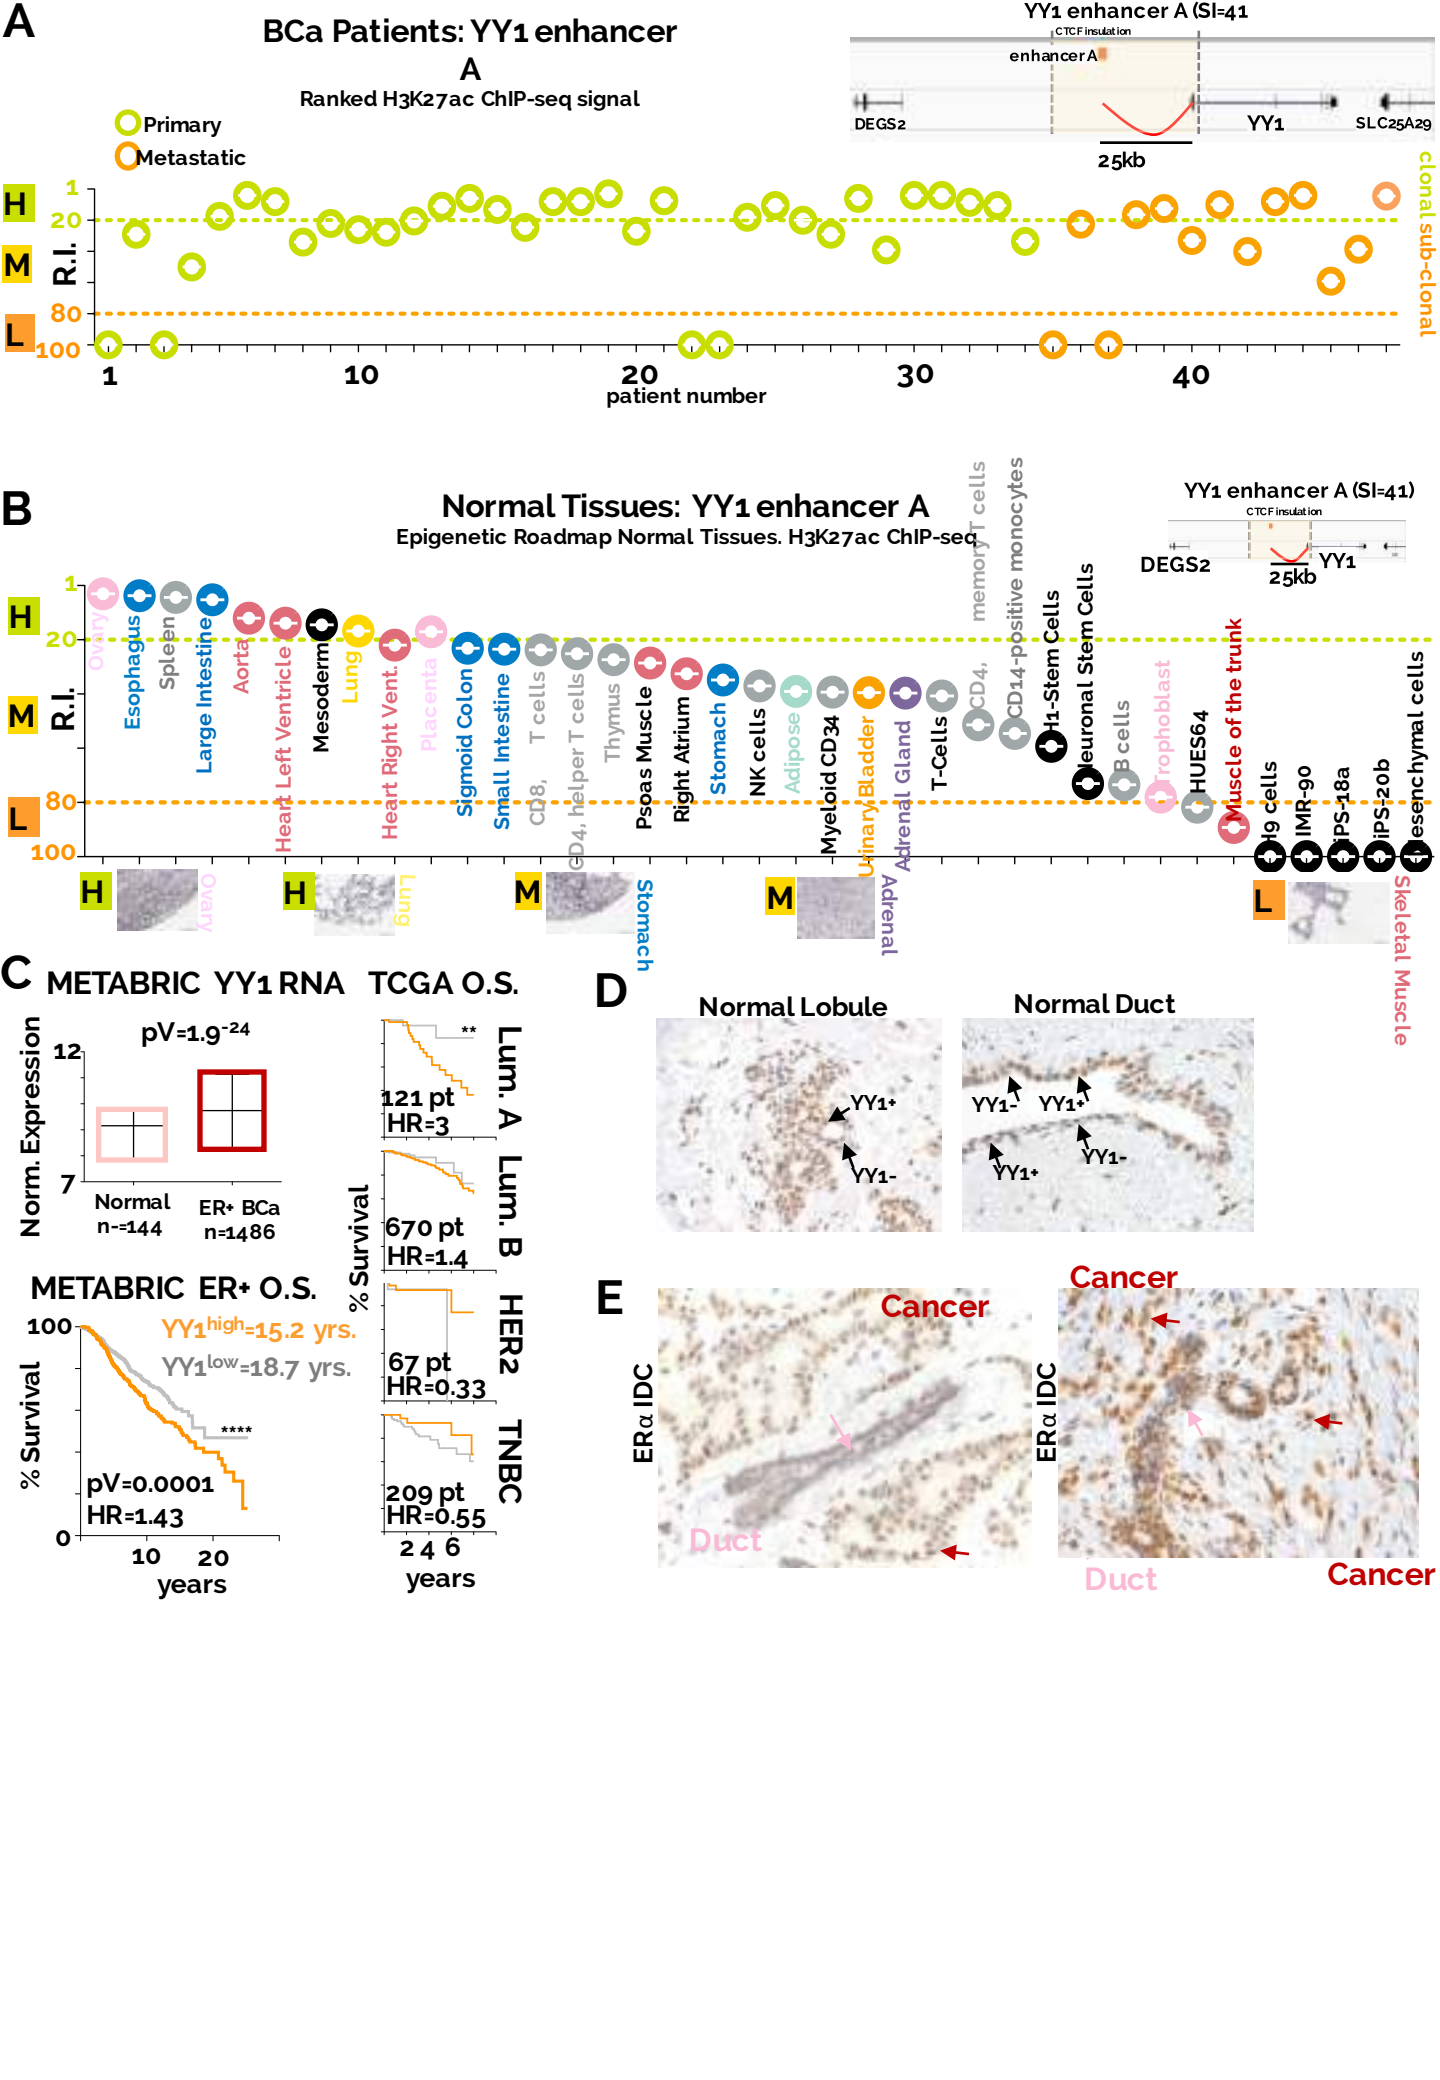 A
BCa Patients: YY1 enhancer
A
Ranked H3K27ac ChIP-seq signal
Primary
Metastatic
YY1 enhancer A (SI=41
CTCF insulation
enhancer A
DEGS2
YY1
SLC25A29
25kb
H
M
L
R.I.
1
20
80
100
clonal
sub-clonal
1
10
20
30
40
patient number
B
Normal Tissues: YY1 enhancer A
Epigenetic Roadmap Normal Tissues. H3K27ac ChIP-seq
YY1 enhancer A (SI=41)
CTCF insulation
DEGS2
YY1
25kb
H
M
L
R.I.
1
20
80
100
Ovary
Esophagus
Spleen
Large Intestine
Aorta
Heart Left Ventricle
Mesoderm
Lung
Heart Right Vent.
Placenta
Sigmoid Colon
Small Intestine
CD8, T cells
CD4, helper T cells
Thymus
Psoas Muscle
Right Atrium
Stomach
NK cells
Adipose
Myeloid CD34
Urinary Bladder
Adrenal Gland
T-Cells
CD4, memory T cells
CD14-positive monocytes
H1-Stem Cells
Neuronal Stem Cells
B cells
Trophoblast
HUES64
Muscle of the trunk
H9 cells
IMR-90
iPS-18a
iPS-20b
Mesenchymal cells
H
Ovary
H
Lung
M
Stomach
M
Adrenal
L
Skeletal Muscle
C
METABRIC YY1 RNA
pV=1.9-24
Norm. Expression
12
7
Normal
n-=144
ER+ BCa
n=1486
METABRIC ER+ O.S.
YY1high=15.2 yrs.
YY1low=18.7 yrs.
% Survival
100
0
****
pV=0.0001
HR=1.43
10
20
years
TCGA O.S.
% Survival
**
121 pt
HR=3
Lum. A
670 pt
HR=1.4
Lum. B
67 pt
HR=0.33
HER2
209 pt
HR=0.55
TNBC
2 4 6
years
D
Normal Lobule
YY1+
YY1-
Normal Duct
YY1-
YY1+
YY1+
YY1-
E
ERα IDC
Cancer
Duct
ERα IDC
Cancer
Duct
Cancer